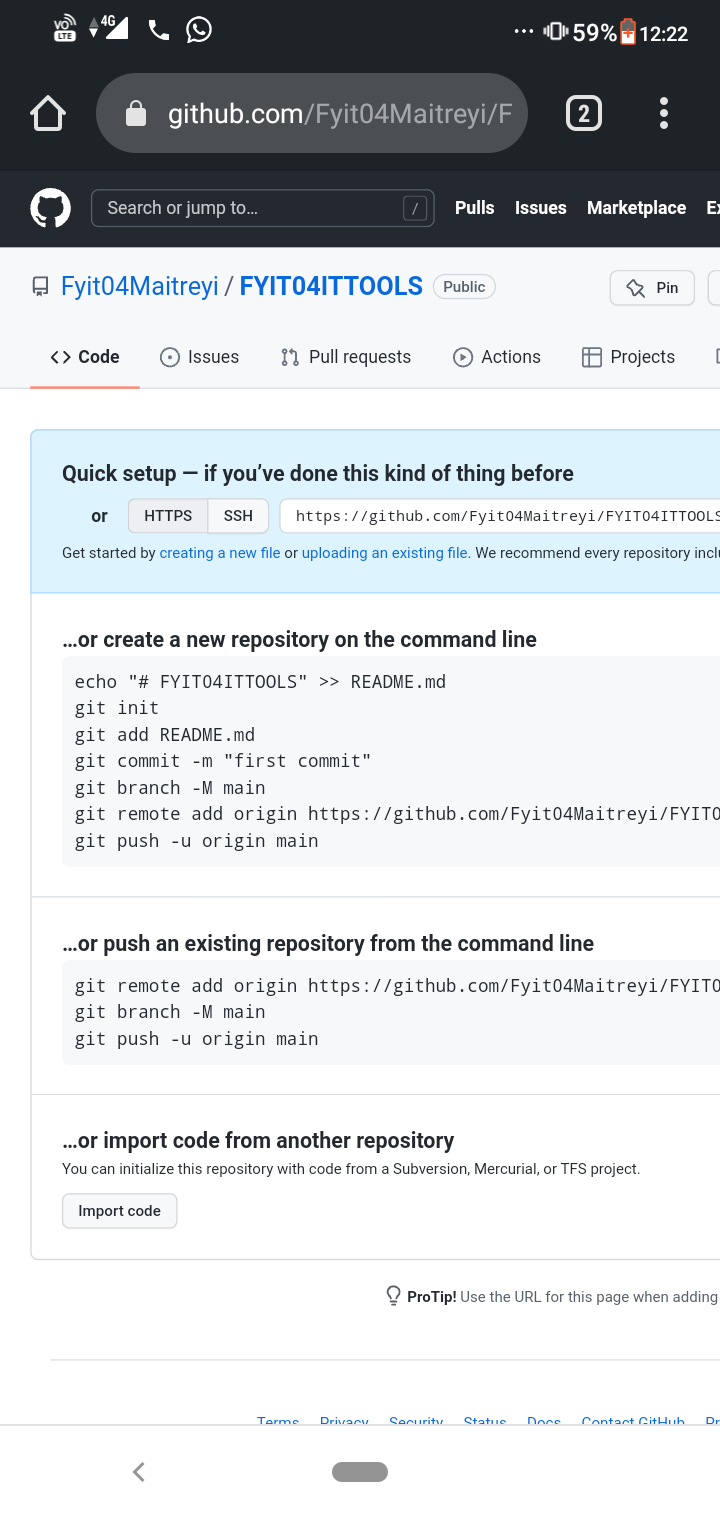 VO LTE 4G 59% 12:22
github.com/Fyit04Maitreyi/F 2
Search or jump to... / Pulls Issues Marketplace Ex
Fyit04Maitreyi / FYIT04ITTOOLS Public Pin
Code Issues Pull requests Actions Projects
Quick setup — if you’ve done this kind of thing before
or HTTPS SSH https://github.com/Fyit04Maitreyi/FYIT04ITTOOLS
Get started by creating a new file or uploading an existing file. We recommend every repository inclu
…or create a new repository on the command line
echo "# FYIT04ITTOOLS" >> README.md
git init
git add README.md
git commit -m "first commit"
git branch -M main
git remote add origin https://github.com/Fyit04Maitreyi/FYIT0
git push -u origin main
…or push an existing repository from the command line
git remote add origin https://github.com/Fyit04Maitreyi/FYIT0
git branch -M main
git push -u origin main
…or import code from another repository
You can initialize this repository with code from a Subversion, Mercurial, or TFS project.
Import code
ProTip! Use the URL for this page when adding
Terms Privacy Security Status Docs Contact GitHub Pr